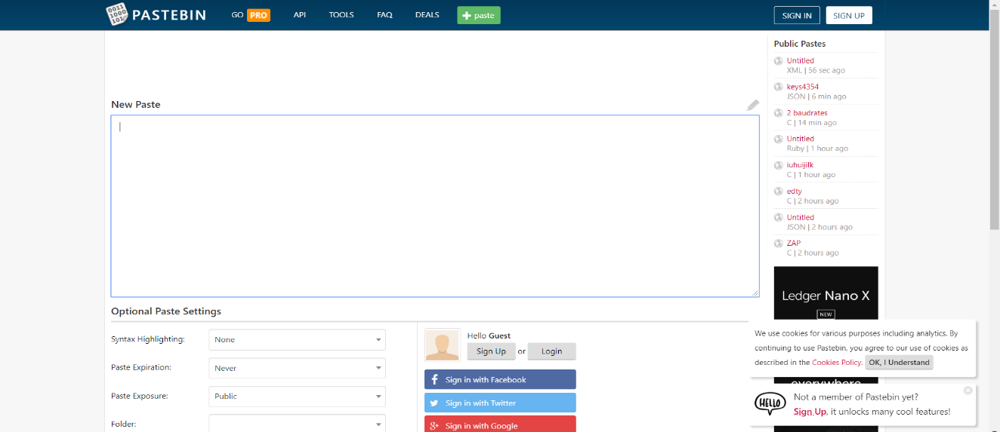 0011
1000
101
PASTEBIN
GO PRO
API
TOOLS
FAQ
DEALS
paste
SIGN IN
SIGN UP
New Paste
Optional Paste Settings
Syntax Highlighting:
None
Paste Expiration:
Never
Paste Exposure:
Public
Folder:
Hello Guest
Sign Up or Login
Sign in with Facebook
Sign in with Twitter
Sign in with Google
Public Pastes
Untitled
XML | 56 sec ago
keys4354
JSON | 6 min ago
2 baudrates
C | 14 min ago
Untitled
Ruby | 1 hour ago
iuhuijilk
C | 1 hour ago
edty
C | 2 hours ago
Untitled
JSON | 2 hours ago
ZAP
C | 2 hours ago
Ledger Nano X
NEW
We use cookies for various purposes including analytics. By
continuing to use Pastebin, you agree to our use of cookies as
described in the Cookies Policy. OK, I Understand
everywhere
HELLO
Not a member of Pastebin yet?
Sign Up, it unlocks many cool features!